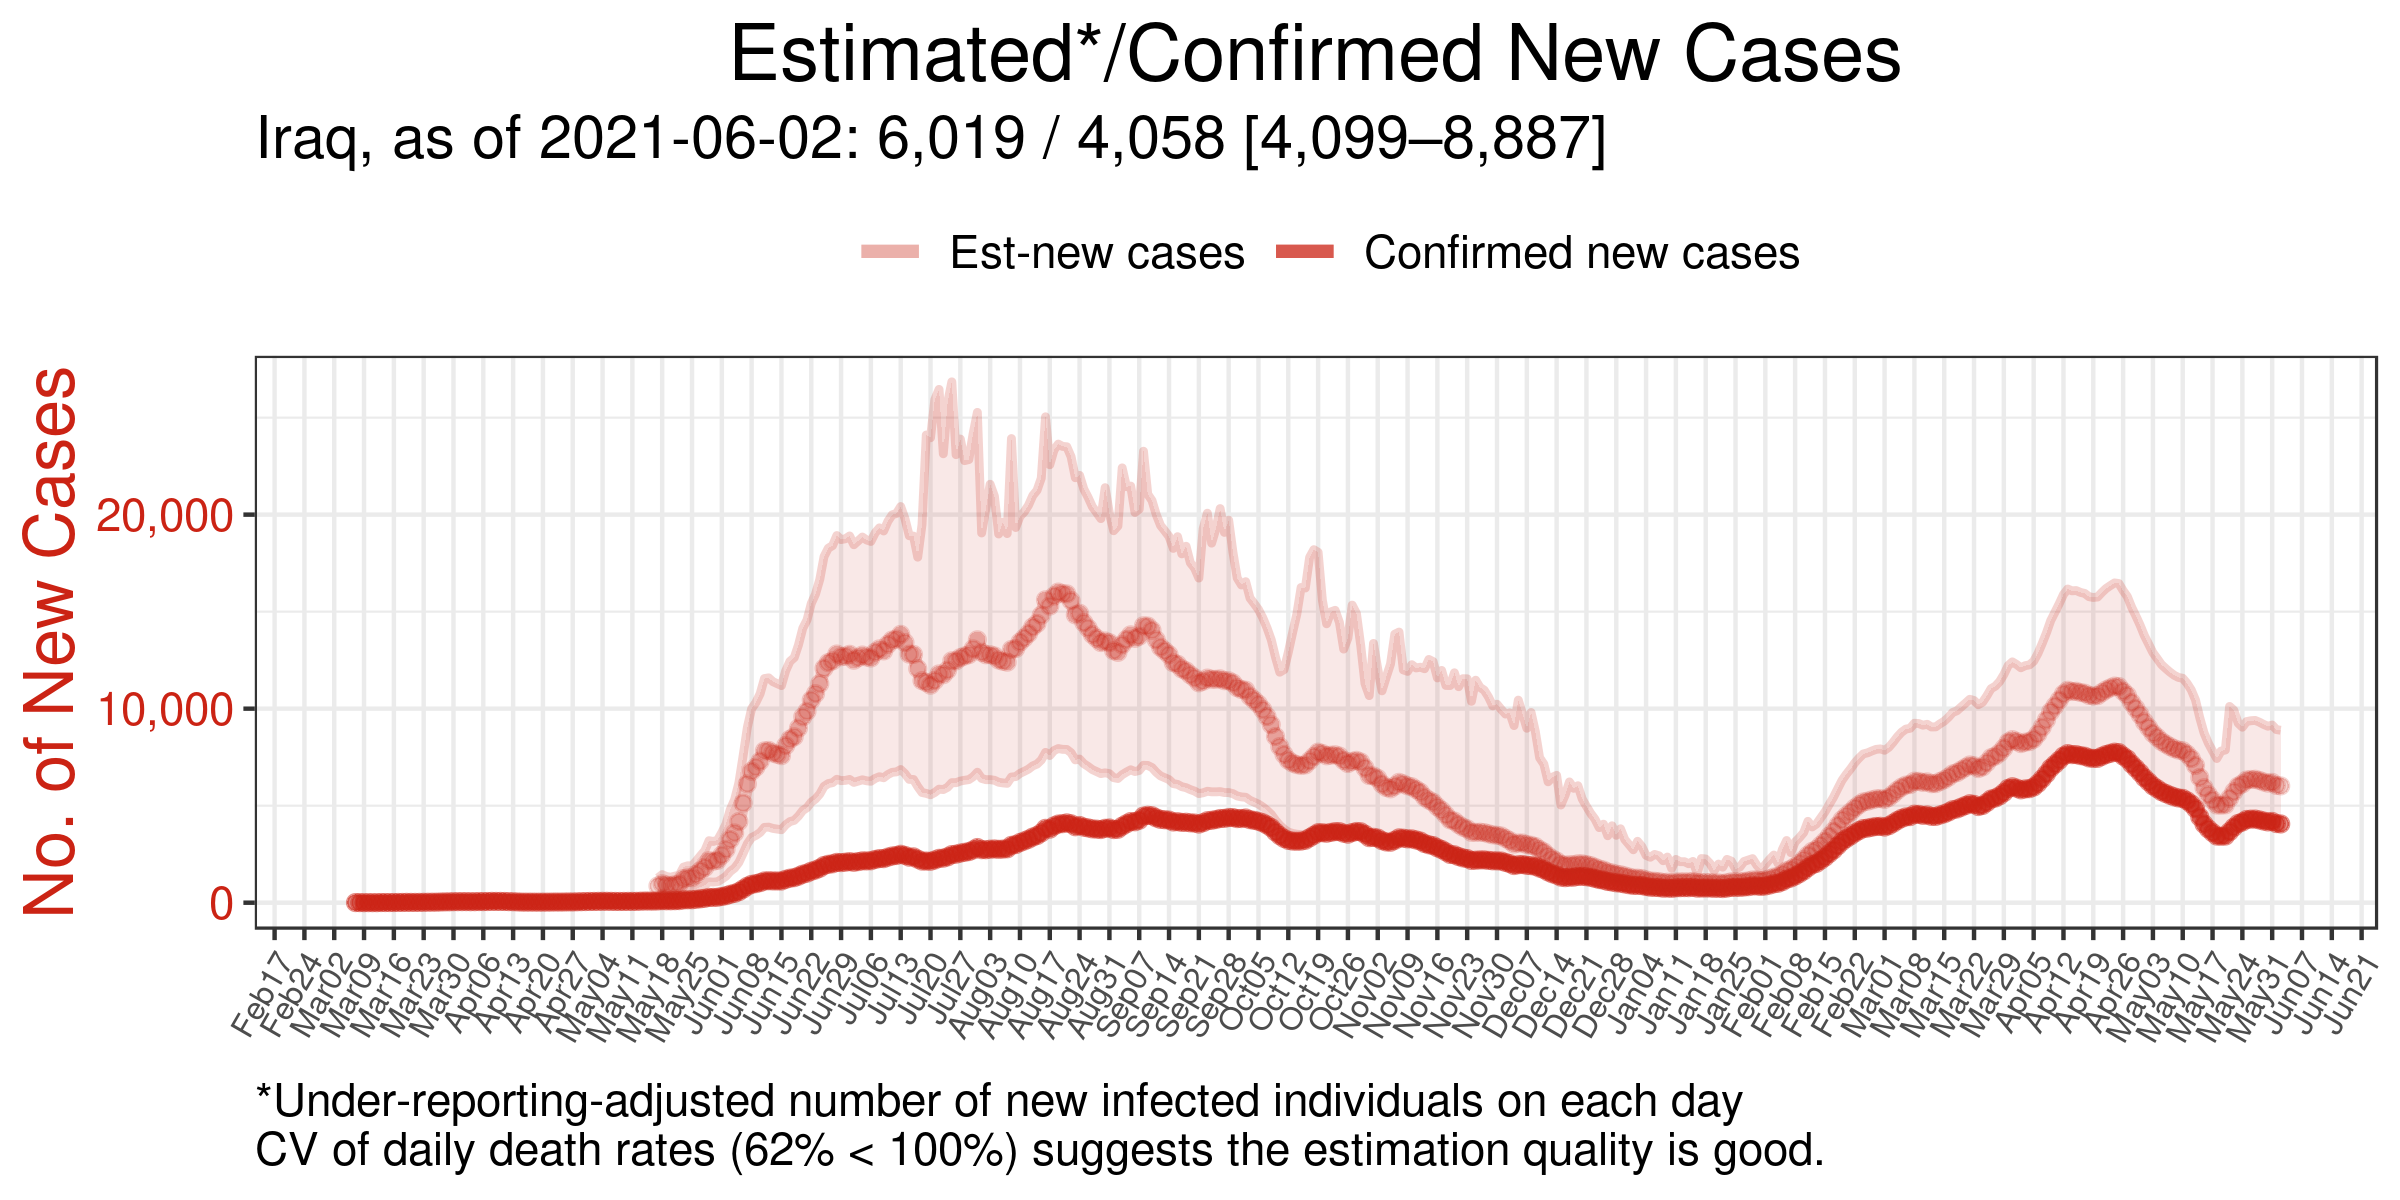 Estimated*/Confirmed New Cases
Iraq, as of 2021-06-02: 6,019 / 4,058 [4,099–8,887]
Est-new cases Confirmed new cases
No. of New Cases
20,000
10,000
0
Feb17 Feb24 Mar02 Mar09 Mar16 Mar23 Mar30 Apr06 Apr13 Apr20 Apr27 May04 May11 May18 May25 Jun01 Jun08 Jun15 Jun22 Jun29 Jul06 Jul13 Jul20 Jul27 Aug03 Aug10 Aug17 Aug24 Aug31 Sep07 Sep14 Sep21 Sep28 Oct05 Oct12 Oct19 Oct26 Nov02 Nov09 Nov16 Nov23 Nov30 Dec07 Dec14 Dec21 Dec28 Jan04 Jan11 Jan18 Jan25 Feb01 Feb08 Feb15 Feb22 Mar01 Mar08 Mar15 Mar22 Mar29 Apr05 Apr12 Apr19 Apr26 May03 May10 May17 May24 May31 Jun07 Jun14 Jun21
*Under-reporting-adjusted number of new infected individuals on each day
CV of daily death rates (62% < 100%) suggests the estimation quality is good.